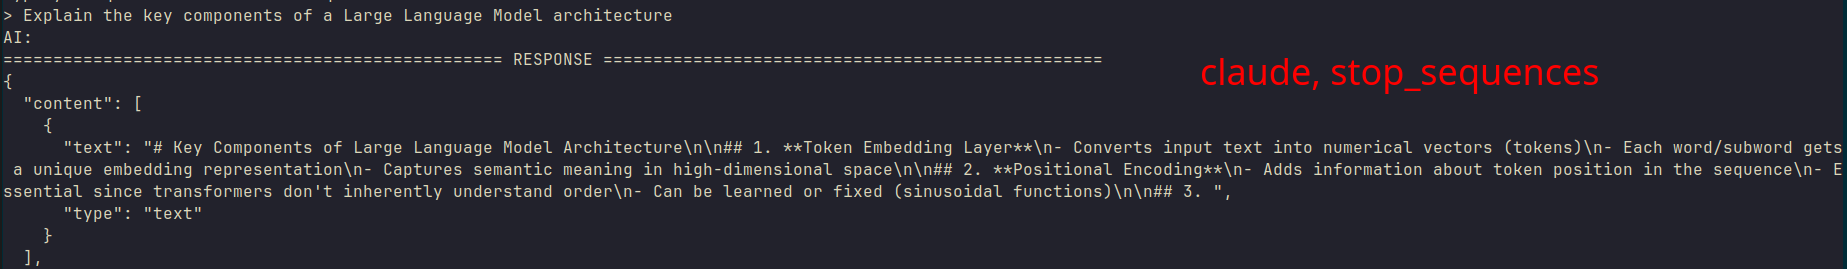 > Explain the key components of a Large Language Model architecture
AI:
================================================== RESPONSE ==================================================
claude, stop_sequences
{
  "content": [
    {
      "text": "# Key Components of Large Language Model Architecture\n\n## 1. **Token Embedding Layer**\n- Converts input text into numerical vectors (tokens)\n- Each word/subword gets
 a unique embedding representation\n- Captures semantic meaning in high-dimensional space\n\n## 2. **Positional Encoding**\n- Adds information about token position in the sequence\n- E
ssential since transformers don't inherently understand order\n- Can be learned or fixed (sinusoidal functions)\n\n## 3. ",
      "type": "text"
    }
  ],